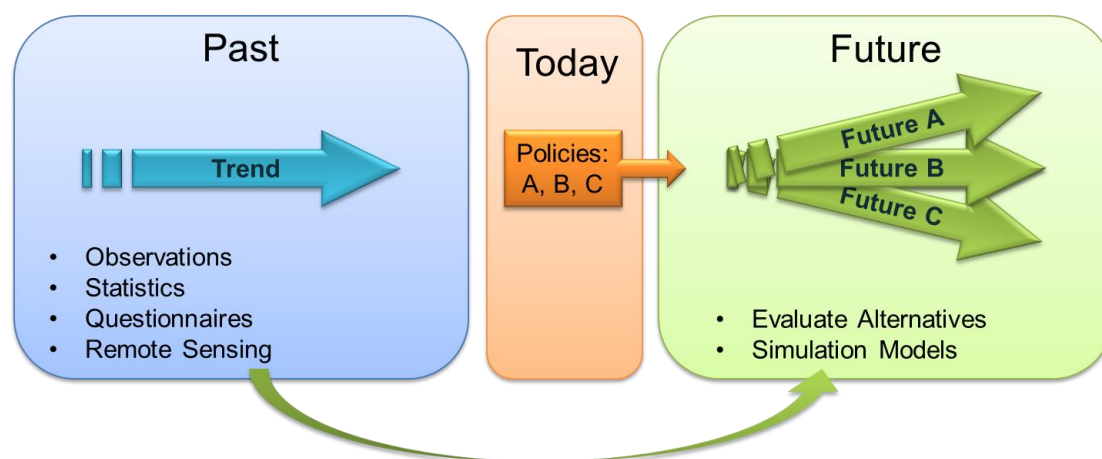 Past
Trend
• Observations
• Statistics
• Questionnaires
• Remote Sensing
Today
Policies:
A, B, C
Future
Future A
Future B
Future C
• Evaluate Alternatives
• Simulation Models